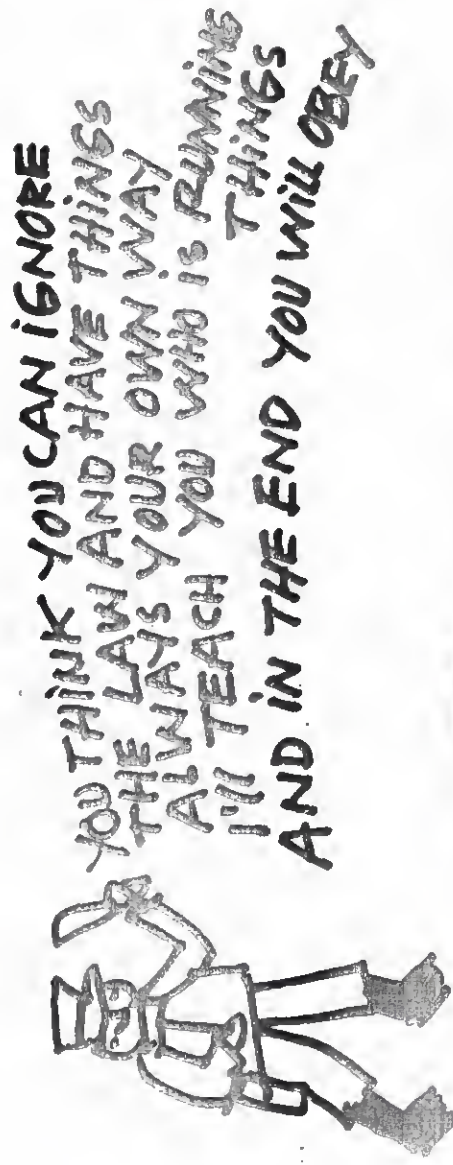 YOU THiNK YOU CAN iGNORE
THE LAW AND HAVE THiNGS
ALWAYS YOUR OWN WAY
I'll TEACH YOU WHO iS RUNNiNG
THiNGS
AND iN THE END YOU WiLL OBEY